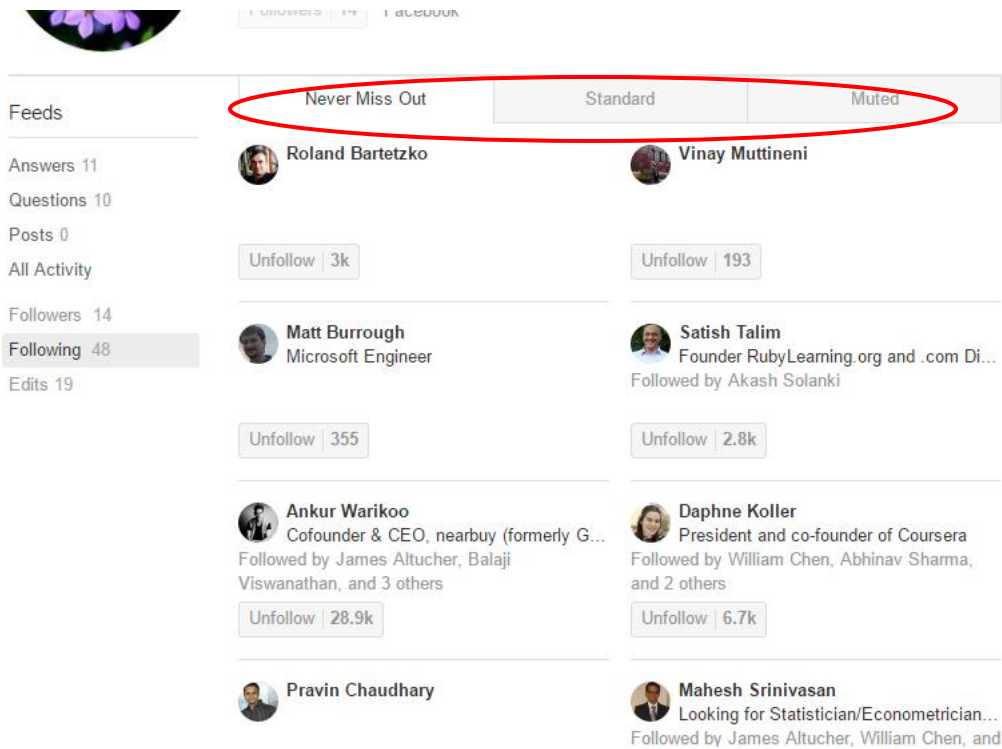 Followers 14 Facebook
Never Miss Out Standard Muted
Feeds
Answers 11
Questions 10
Posts 0
All Activity
Followers 14
Following 48
Edits 19
Roland Bartetzko
Unfollow 3k
Vinay Muttineni
Unfollow 193
Matt Burrough
Microsoft Engineer
Unfollow 355
Satish Talim
Founder RubyLearning.org and .com Di...
Followed by Akash Solanki
Unfollow 2.8k
Ankur Warikoo
Cofounder & CEO, nearbuy (formerly G...
Followed by James Altucher, Balaji
Viswanathan, and 3 others
Unfollow 28.9k
Daphne Koller
President and co-founder of Coursera
Followed by William Chen, Abhinav Sharma,
and 2 others
Unfollow 6.7k
Pravin Chaudhary
Mahesh Srinivasan
Looking for Statistician/Econometrician...
Followed by James Altucher, William Chen, and